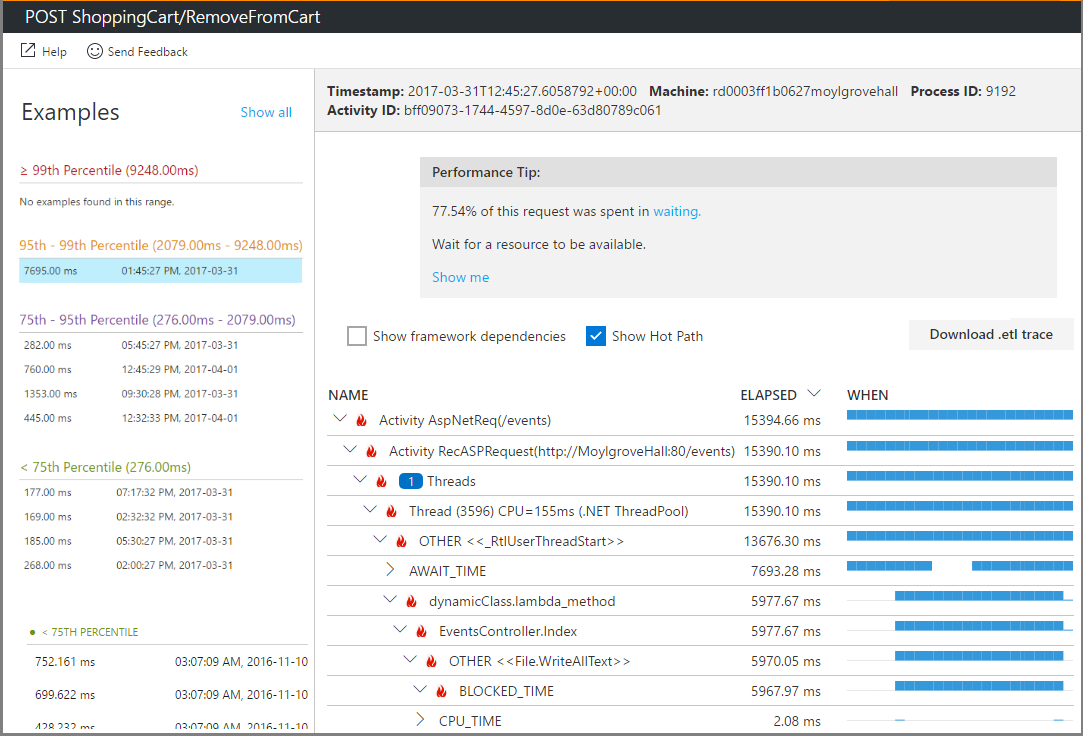 POST ShoppingCart/RemoveFromCart
Help Send Feedback
Examples Show all
≥ 99th Percentile (9248.00ms)
No examples found in this range.
95th - 99th Percentile (2079.00ms - 9248.00ms)
7695.00 ms 01:45:27 PM, 2017-03-31
75th - 95th Percentile (276.00ms - 2079.00ms)
282.00 ms 05:45:27 PM, 2017-03-31
760.00 ms 12:45:29 PM, 2017-04-01
1353.00 ms 09:30:28 PM, 2017-03-31
445.00 ms 12:32:33 PM, 2017-04-01
< 75th Percentile (276.00ms)
177.00 ms 07:17:32 PM, 2017-03-31
169.00 ms 02:32:32 PM, 2017-03-31
185.00 ms 05:30:27 PM, 2017-03-31
268.00 ms 02:00:27 PM, 2017-03-31
< 75TH PERCENTILE
752.161 ms 03:07:09 AM, 2016-11-10
699.622 ms 03:07:09 AM, 2016-11-10
428.232 ms 03:07:09 AM, 2016-11-10
Timestamp: 2017-03-31T12:45:27.6058792+00:00 Machine: rd0003ff1b0627moylgrovehall Process ID: 9192
Activity ID: bff09073-1744-4597-8d0e-63d80789c061
Performance Tip:
77.54% of this request was spent in waiting.
Wait for a resource to be available.
Show me
Show framework dependencies Show Hot Path Download .etl trace
NAME ELAPSED WHEN
Activity AspNetReq(/events) 15394.66 ms
Activity RecASPRequest(http://MoylgroveHall:80/events) 15390.10 ms
1 Threads 15390.10 ms
Thread (3596) CPU=155ms (.NET ThreadPool) 15390.10 ms
OTHER <<_RtlUserThreadStart>> 13676.30 ms
AWAIT_TIME 7693.28 ms
dynamicClass.lambda_method 5977.67 ms
EventsController.Index 5977.67 ms
OTHER <<File.WriteAllText>> 5970.05 ms
BLOCKED_TIME 5967.97 ms
CPU_TIME 2.08 ms